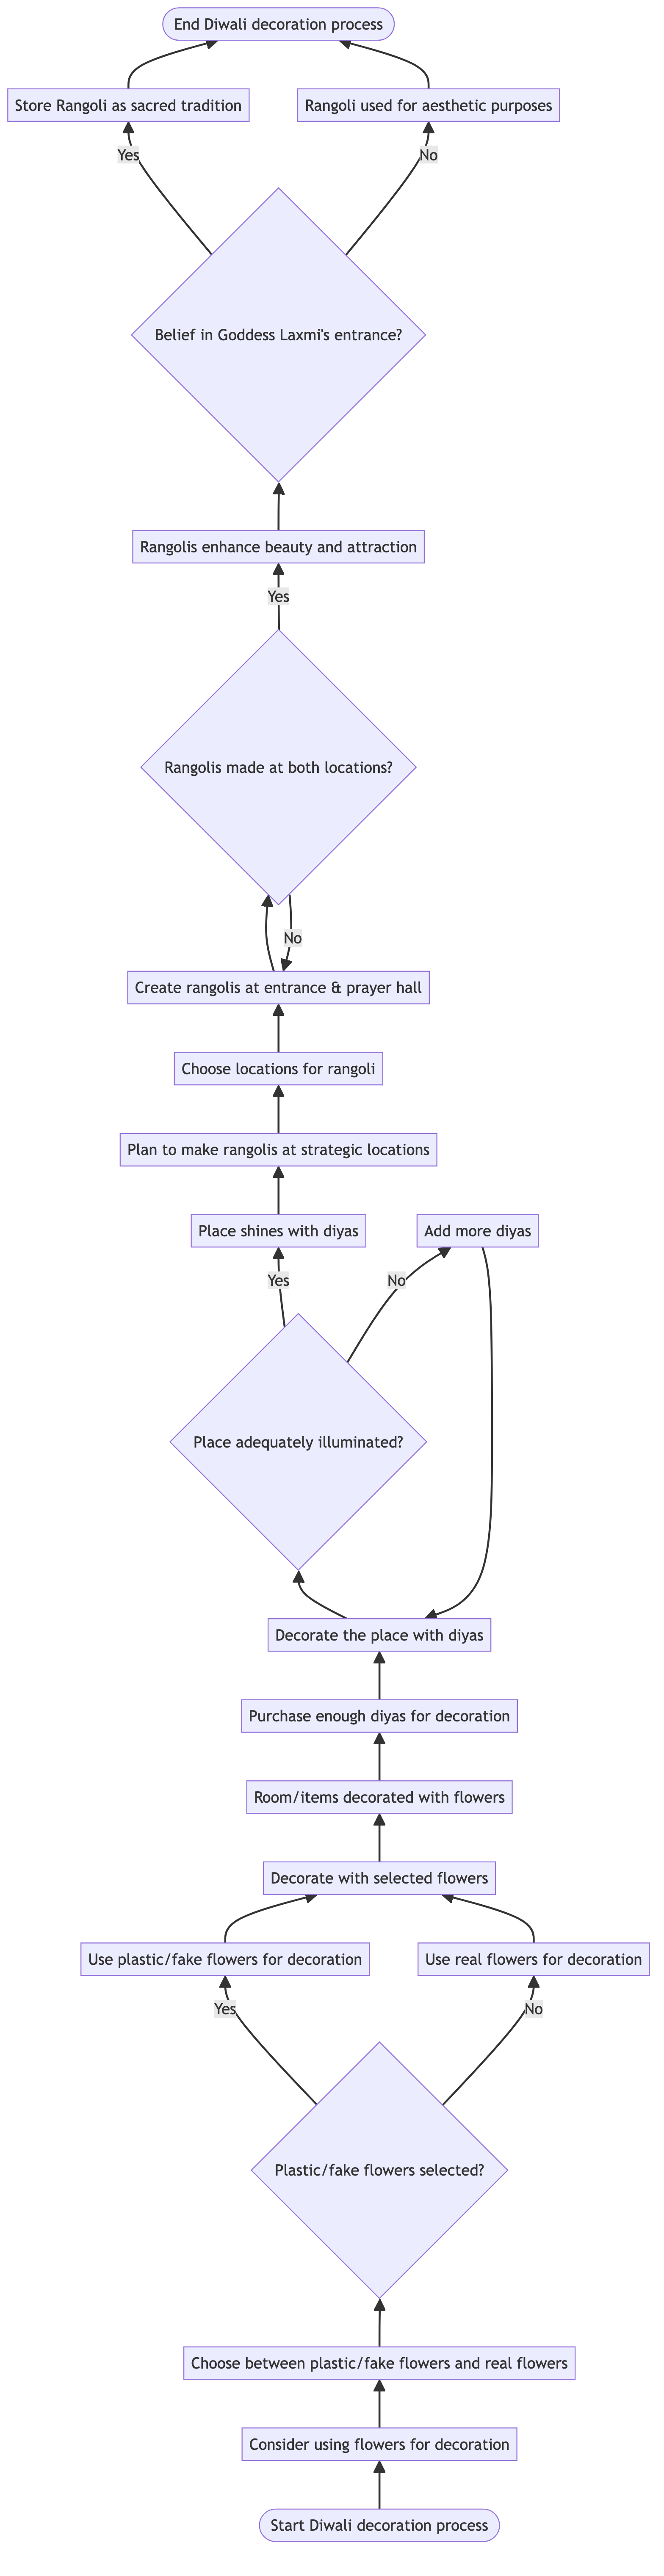 End Diwali decoration process
Store Rangoli as sacred tradition
Rangoli used for aesthetic purposes
Yes
No
Belief in Goddess Laxmi's entrance?
Rangolis enhance beauty and attraction
Yes
Rangolis made at both locations?
No
Create rangolis at entrance & prayer hall
Choose locations for rangoli
Plan to make rangolis at strategic locations
Place shines with diyas
Add more diyas
Yes
No
Place adequately illuminated?
Decorate the place with diyas
Purchase enough diyas for decoration
Room/items decorated with flowers
Decorate with selected flowers
Use plastic/fake flowers for decoration
Use real flowers for decoration
Yes
No
Plastic/fake flowers selected?
Choose between plastic/fake flowers and real flowers
Consider using flowers for decoration
Start Diwali decoration process